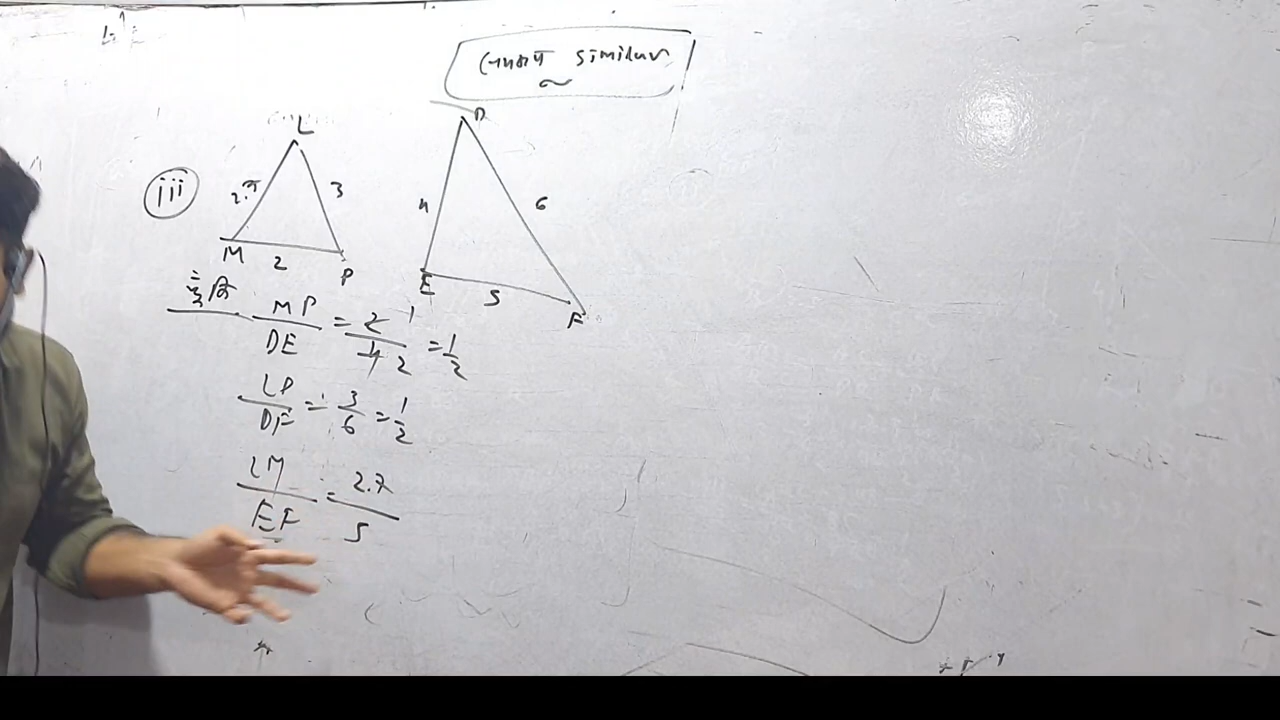 similar
~
L
D
iii
2.7
3
4
6
M
2
P
E
5
F
MP/DE = 2/4 = 1/2
LP/DF = 3/6 = 1/2
LM/EF = 2.7/5